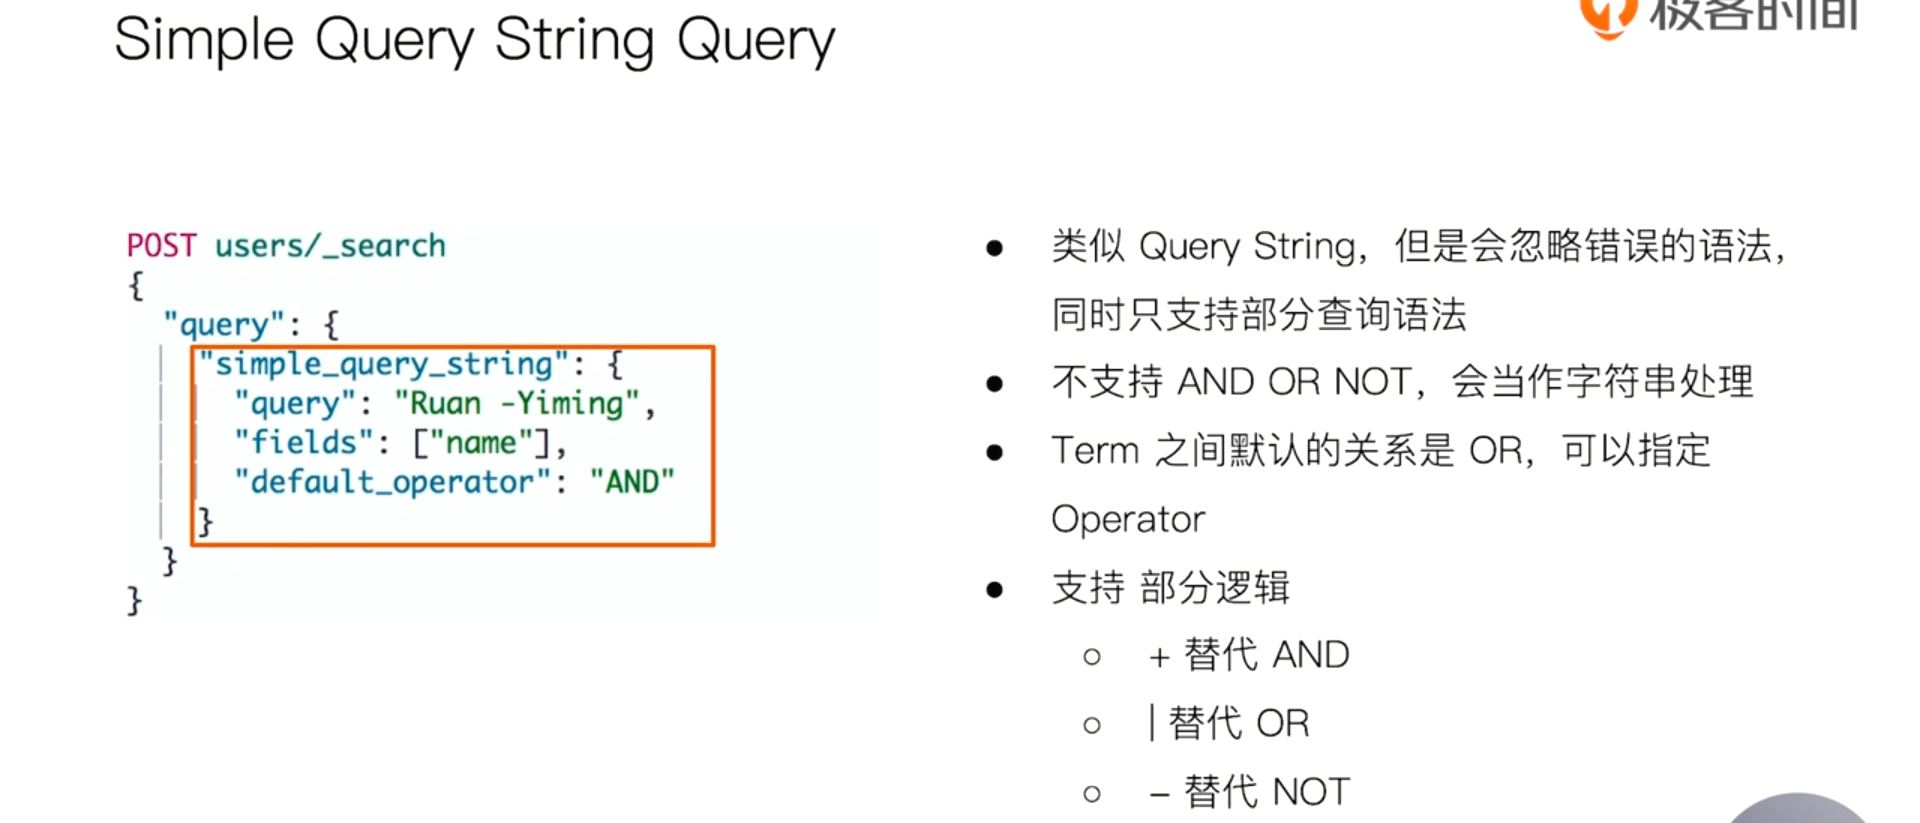 Simple Query String Query
极客时间
POST users/_search
{
"query": {
"simple_query_string": {
"query": "Ruan -Yiming",
"fields": ["name"],
"default_operator": "AND"
}
}
}
● 类似 Query String，但是会忽略错误的语法，
同时只支持部分查询语法
● 不支持 AND OR NOT，会当作字符串处理
● Term 之间默认的关系是 OR，可以指定
Operator
● 支持 部分逻辑
○ + 替代 AND
○ | 替代 OR
○ – 替代 NOT